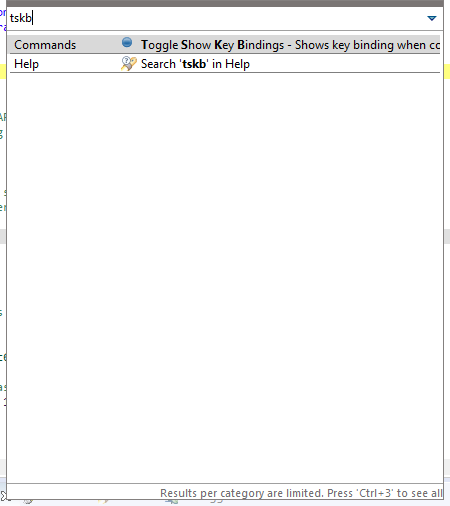 tskb
Commands Toggle Show Key Bindings - Shows key binding when co
Help Search 'tskb' in Help
Results per category are limited. Press 'Ctrl+3' to see all